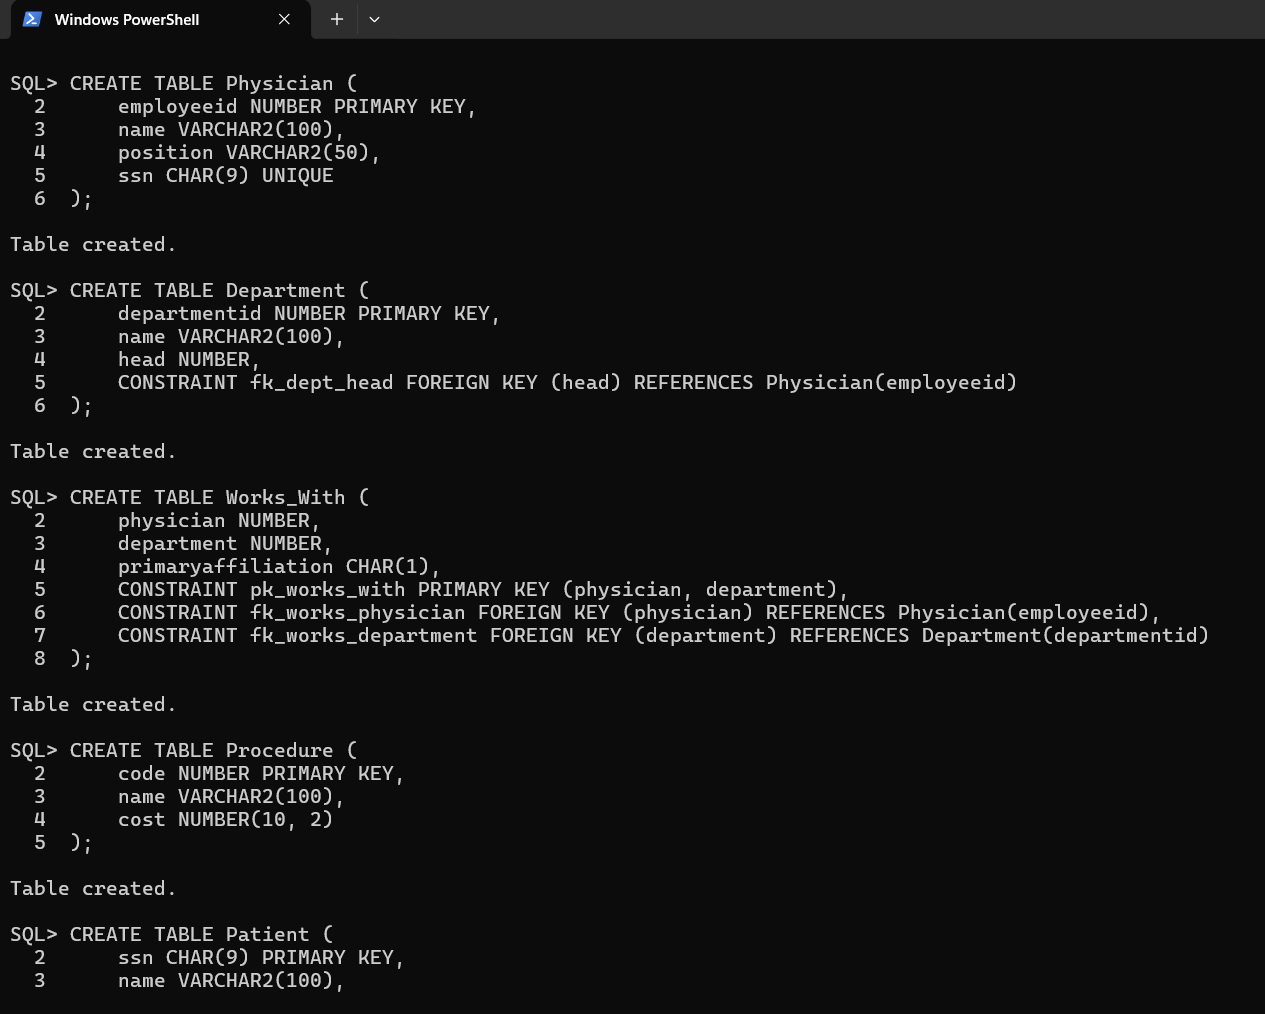 Windows PowerShell
SQL> CREATE TABLE Physician (
  2      employeeid NUMBER PRIMARY KEY,
  3      name VARCHAR2(100),
  4      position VARCHAR2(50),
  5      ssn CHAR(9) UNIQUE
  6  );
Table created.
SQL> CREATE TABLE Department (
  2      departmentid NUMBER PRIMARY KEY,
  3      name VARCHAR2(100),
  4      head NUMBER,
  5      CONSTRAINT fk_dept_head FOREIGN KEY (head) REFERENCES Physician(employeeid)
  6  );
Table created.
SQL> CREATE TABLE Works_With (
  2      physician NUMBER,
  3      department NUMBER,
  4      primaryaffiliation CHAR(1),
  5      CONSTRAINT pk_works_with PRIMARY KEY (physician, department),
  6      CONSTRAINT fk_works_physician FOREIGN KEY (physician) REFERENCES Physician(employeeid),
  7      CONSTRAINT fk_works_department FOREIGN KEY (department) REFERENCES Department(departmentid)
  8  );
Table created.
SQL> CREATE TABLE Procedure (
  2      code NUMBER PRIMARY KEY,
  3      name VARCHAR2(100),
  4      cost NUMBER(10, 2)
  5  );
Table created.
SQL> CREATE TABLE Patient (
  2      ssn CHAR(9) PRIMARY KEY,
  3      name VARCHAR2(100),